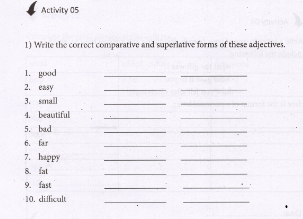 Activity 05
1) Write the correct comparative and superlative forms of these adjectives.
1. good
2. easy
3. small
4. beautiful
5. bad
6. far
7. happy
8. fat
9. fast
10. difficult